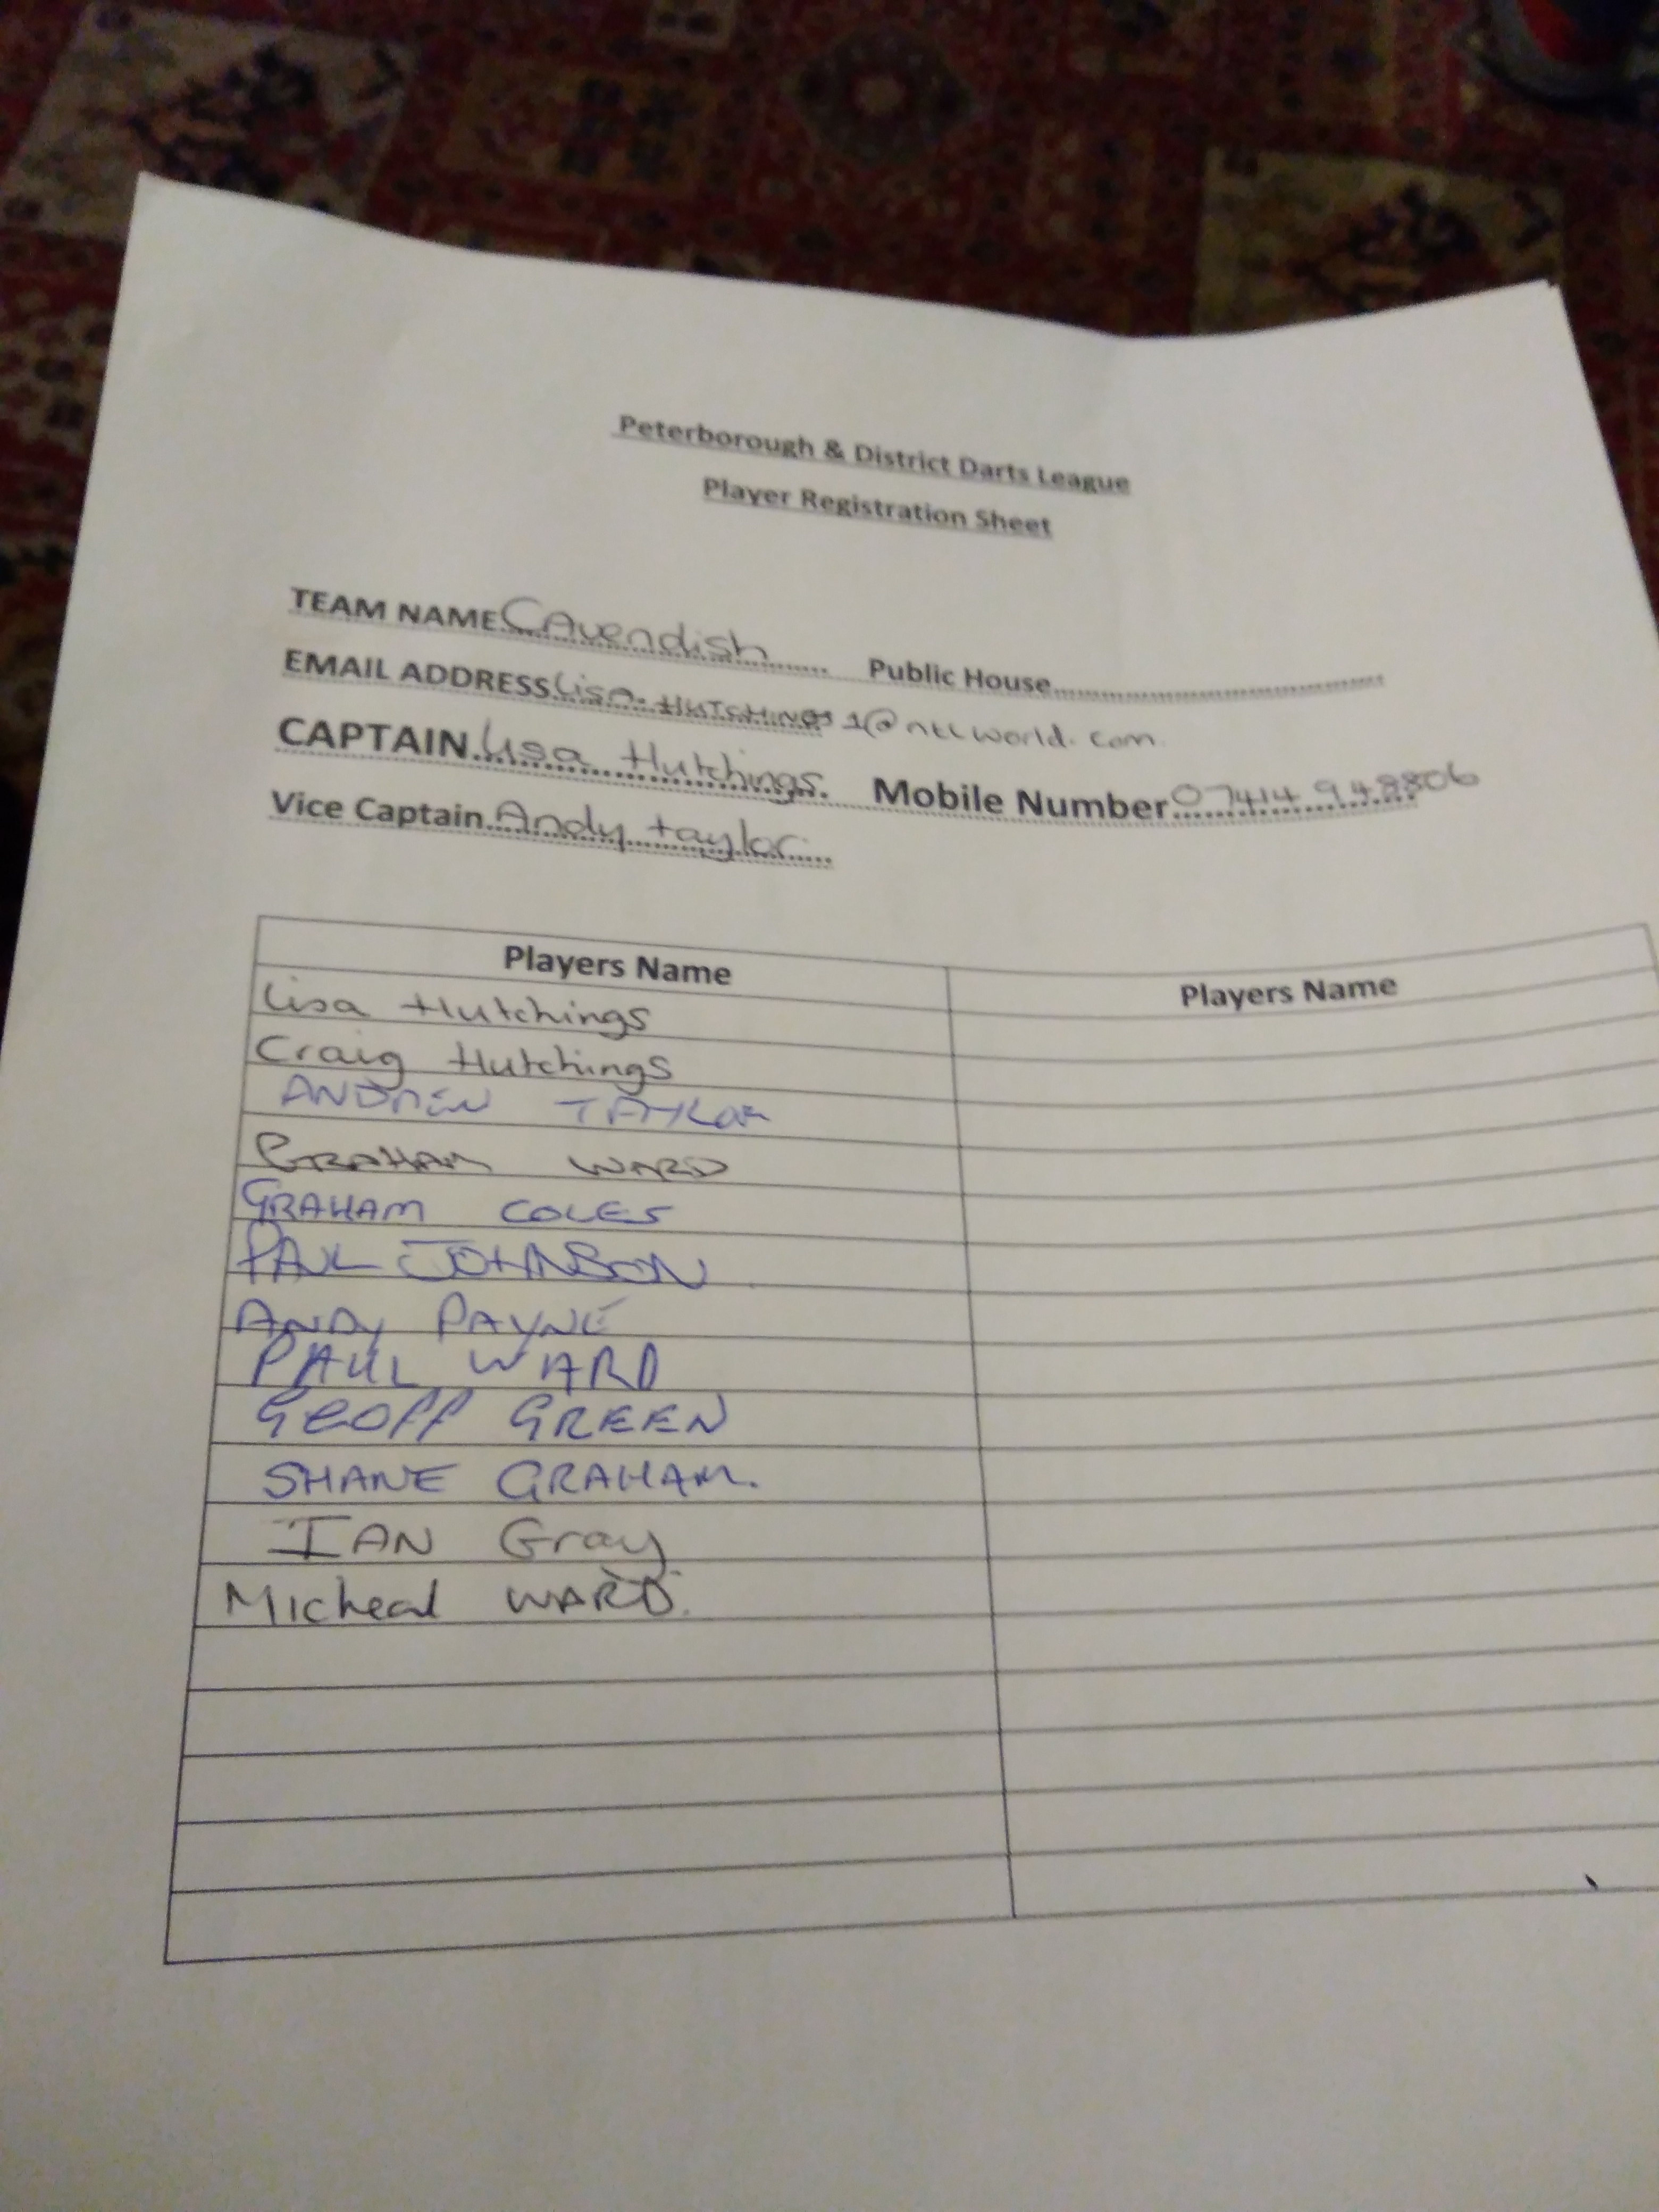 Peterborough & District Darts League
Player Registration Sheet
TEAM NAME CAvendish Public House
EMAIL ADDRESS Lisa.HUTCHINGS1@ntlworld.com
CAPTAIN Lisa Hutchings. Mobile Number 07414 948806
Vice Captain Andy taylor
Players Name Players Name
Lisa Hutchings
Craig Hutchings
ANDREW TAYLOR
GRAHAM WARD
GRAHAM COLES
PAUL JOHNSON
ANDY PAYNE
PAUL WARD
GEOFF GREEN
SHANE GRAHAM.
IAN Gray
Micheal WARD.